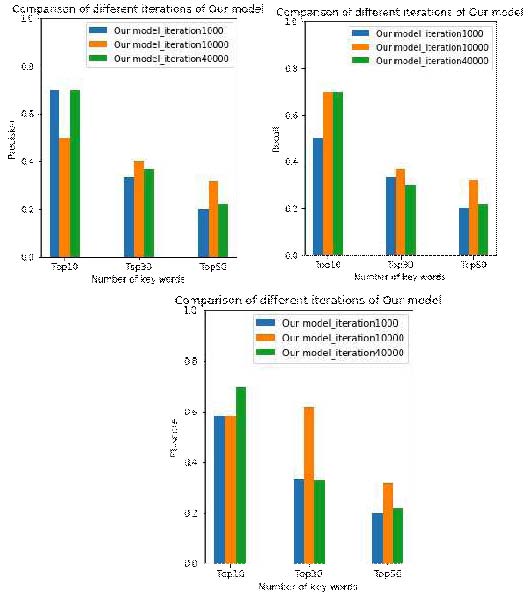 Comparison of different iterations of Our model
1.0
0.8
0.6
0.4
0.2
0.0
Precision
Our model_iteration1000
Our model_iteration10000
Our model_iteration40000
Top10 Top30 Top50
Number of key words
Comparison of different iterations of Our model
1.0
0.8
0.6
0.4
0.2
0.0
Recall
Our model_iteration1000
Our model_iteration10000
Our model_iteration40000
Top10 Top30 Top50
Number of key words
Comparison of different iterations of Our model
1.0
0.8
0.6
0.4
0.2
0.0
F1-score
Our model_iteration1000
Our model_iteration10000
Our model_iteration40000
Top10 Top30 Top50
Number of key words